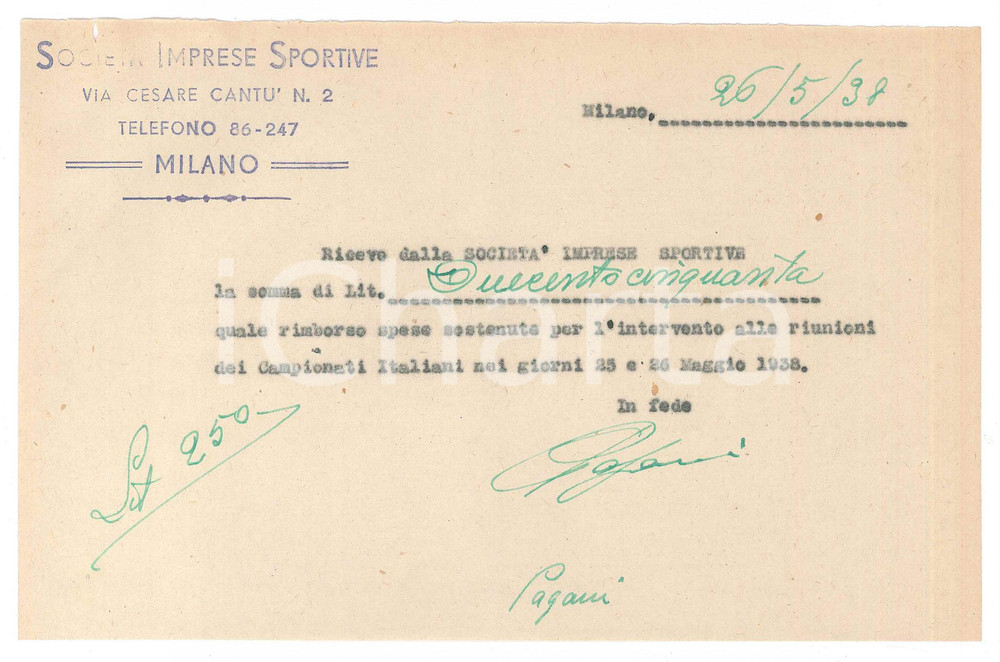 SOCIETÀ IMPRESE SPORTIVE
VIA CESARE CANTU' N. 2
TELEFONO 86-247
MILANO
Milano, 26/5/38
Ricevo dalla SOCIETA' IMPRESE SPORTIVE
la somma di Lit. Duecentocinquanta
quale rimborso spese sostenute per l'intervento alle riunioni
dei Campionati Italiani nei giorni 25 e 26 Maggio 1938.
In fede
Pagani
Lit 250-
Pagani
iCharta